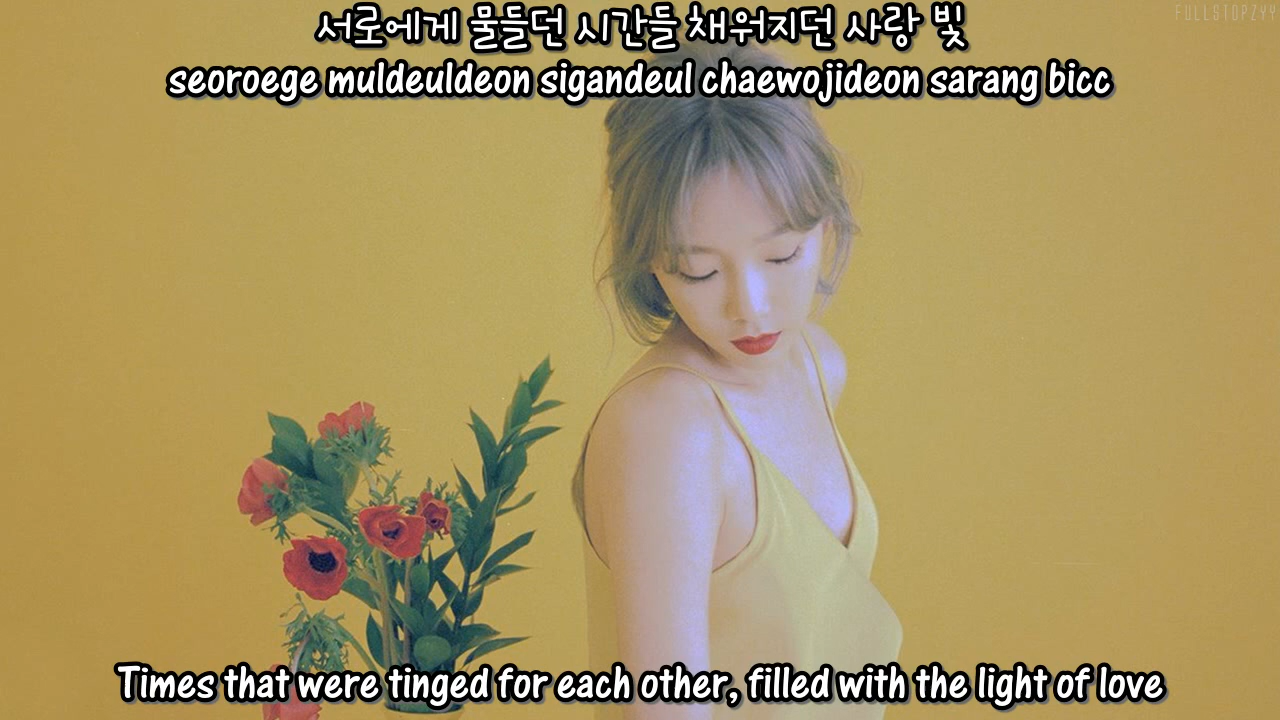 서로에게 물들던 시간들 채워지던 사랑 빛
FULLSTOPZYY
seoroege muldeuldeon sigandeul chaewojideon sarang bicc
Times that were tinged for each other, filled with the light of love